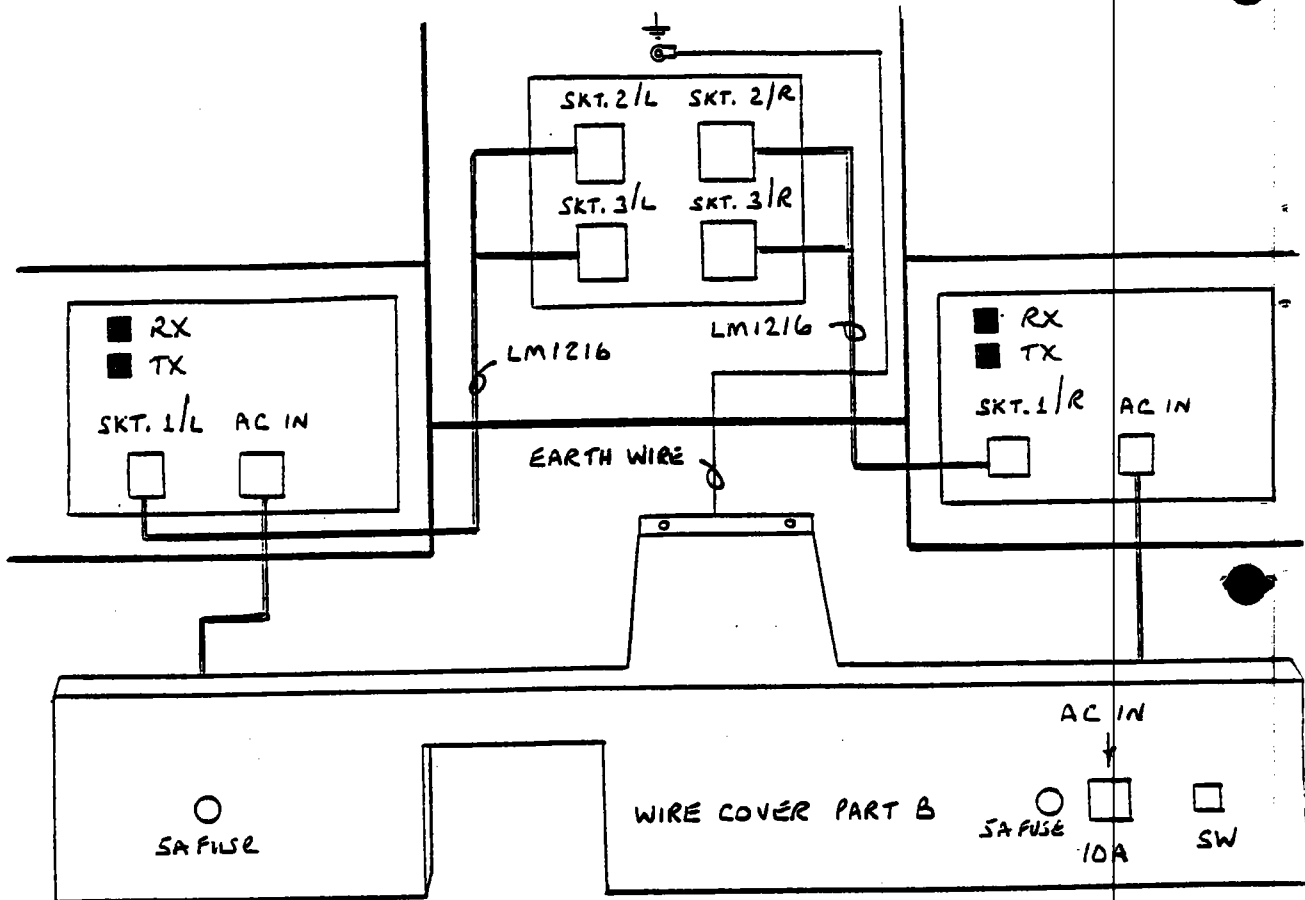 SKT. 2/L SKT. 2/R
SKT. 3/L SKT. 3/R
RX
TX
SKT. 1/L AC IN
LM1216
LM1216
EARTH WIRE
RX
TX
SKT. 1/R AC IN
AC IN
WIRE COVER PART B
5A FUSE
5A FUSE
10A
SW